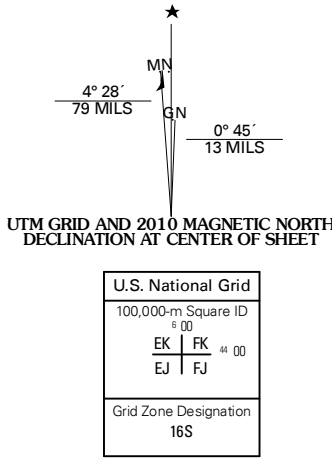 ★
MN
4° 28´
79 MILS
GN
0° 45´
13 MILS
UTM GRID AND 2010 MAGNETIC NORTH
DECLINATION AT CENTER OF SHEET
U.S. National Grid
100,000-m Square ID
6 00
EK FK 44 00
EJ FJ
Grid Zone Designation
16S